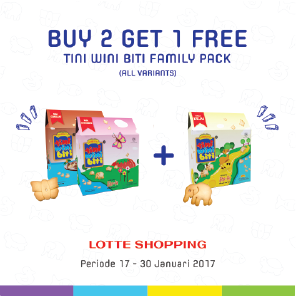 BUY 2 GET 1 FREE
TINI WINI BITI FAMILY PACK
(ALL VARIANTS)
+
LOTTE SHOPPING
Periode 17 - 30 Januari 2017